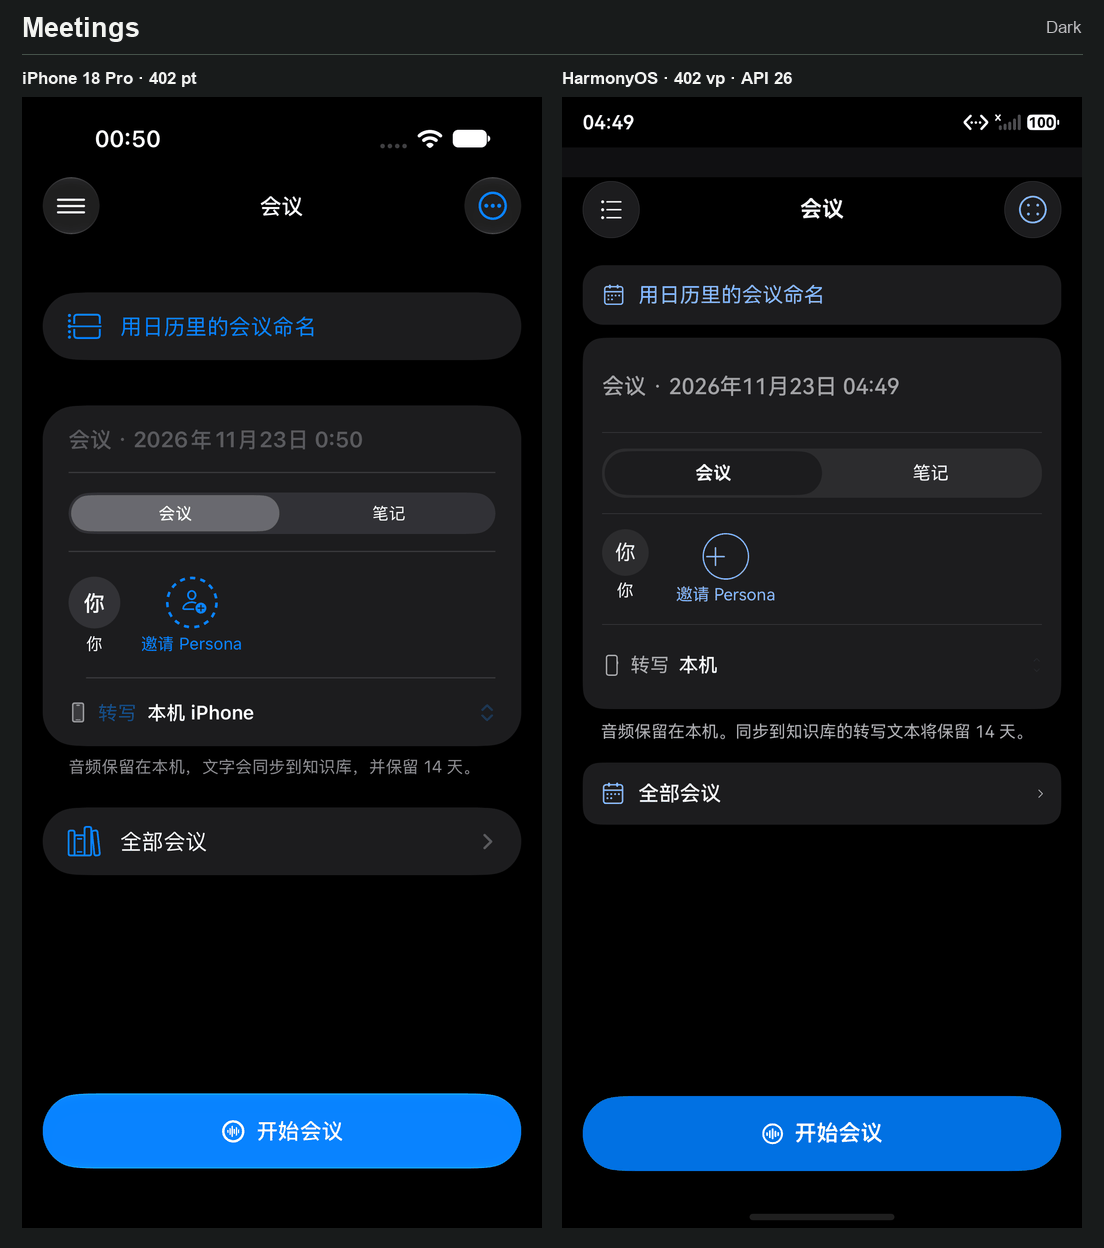 Meetings
Dark
iPhone 18 Pro · 402 pt
00:50
会议
用日历里的会议命名
会议 · 2026年11月23日 0:50
会议
笔记
你
你
邀请 Persona
转写 本机 iPhone
音频保留在本机，文字会同步到知识库，并保留 14 天。
全部会议
开始会议
HarmonyOS · 402 vp · API 26
04:49
100
会议
用日历里的会议命名
会议 · 2026年11月23日 04:49
会议
笔记
你
你
邀请 Persona
转写 本机
音频保留在本机。同步到知识库的转写文本将保留 14 天。
全部会议
开始会议